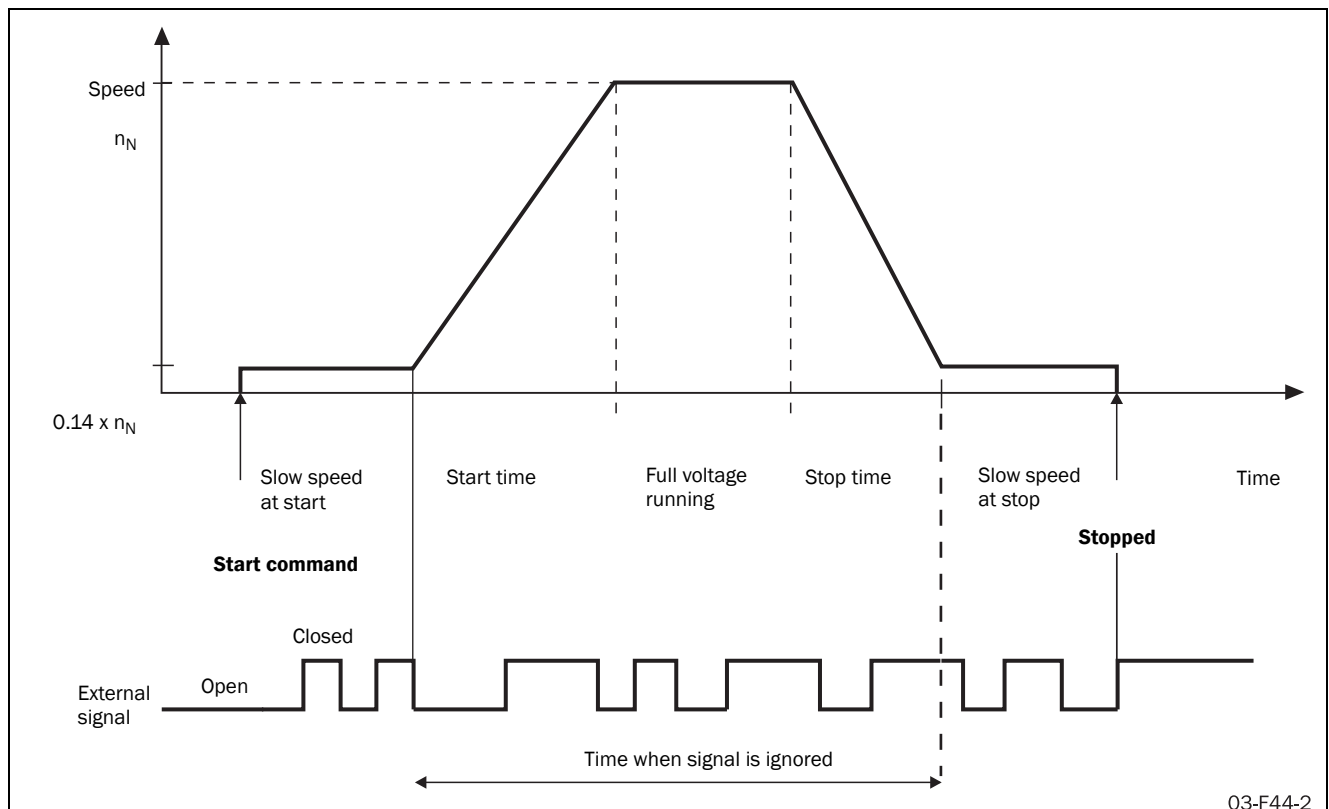 Speed
n_N
0.14 x n_N
Slow speed
at start
Start time
Full voltage
running
Stop time
Slow speed
at stop
Time
Stopped
Start command
Closed
Open
External
signal
Time when signal is ignored
03-F44-2